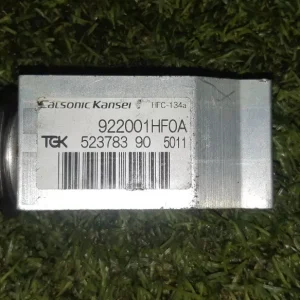 Calsonic Kansei HFC-134a
922001HF0A
TGK 523783 90 5011